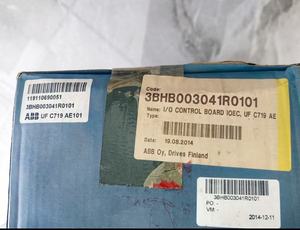 119110690051
3BHB003041R0101
ABB UF C719 AE101
Code:
3BHB003041R0101
Name:
I/O CONTROL BOARD IOEC, UF C719 AE
Type:
Date:
19.08.2014
ABB Oy, Drives Finland
3BHB003041R0101
PO -
VM -
2014-12-11